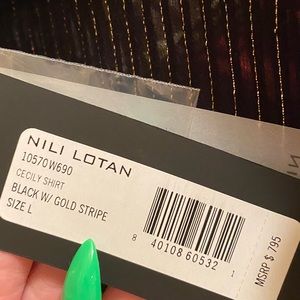 NILI LOTAN
10570W690
CECILY SHIRT
BLACK W/ GOLD STRIPE
SIZE L
8 40108 60532 1
MSRP $ 795